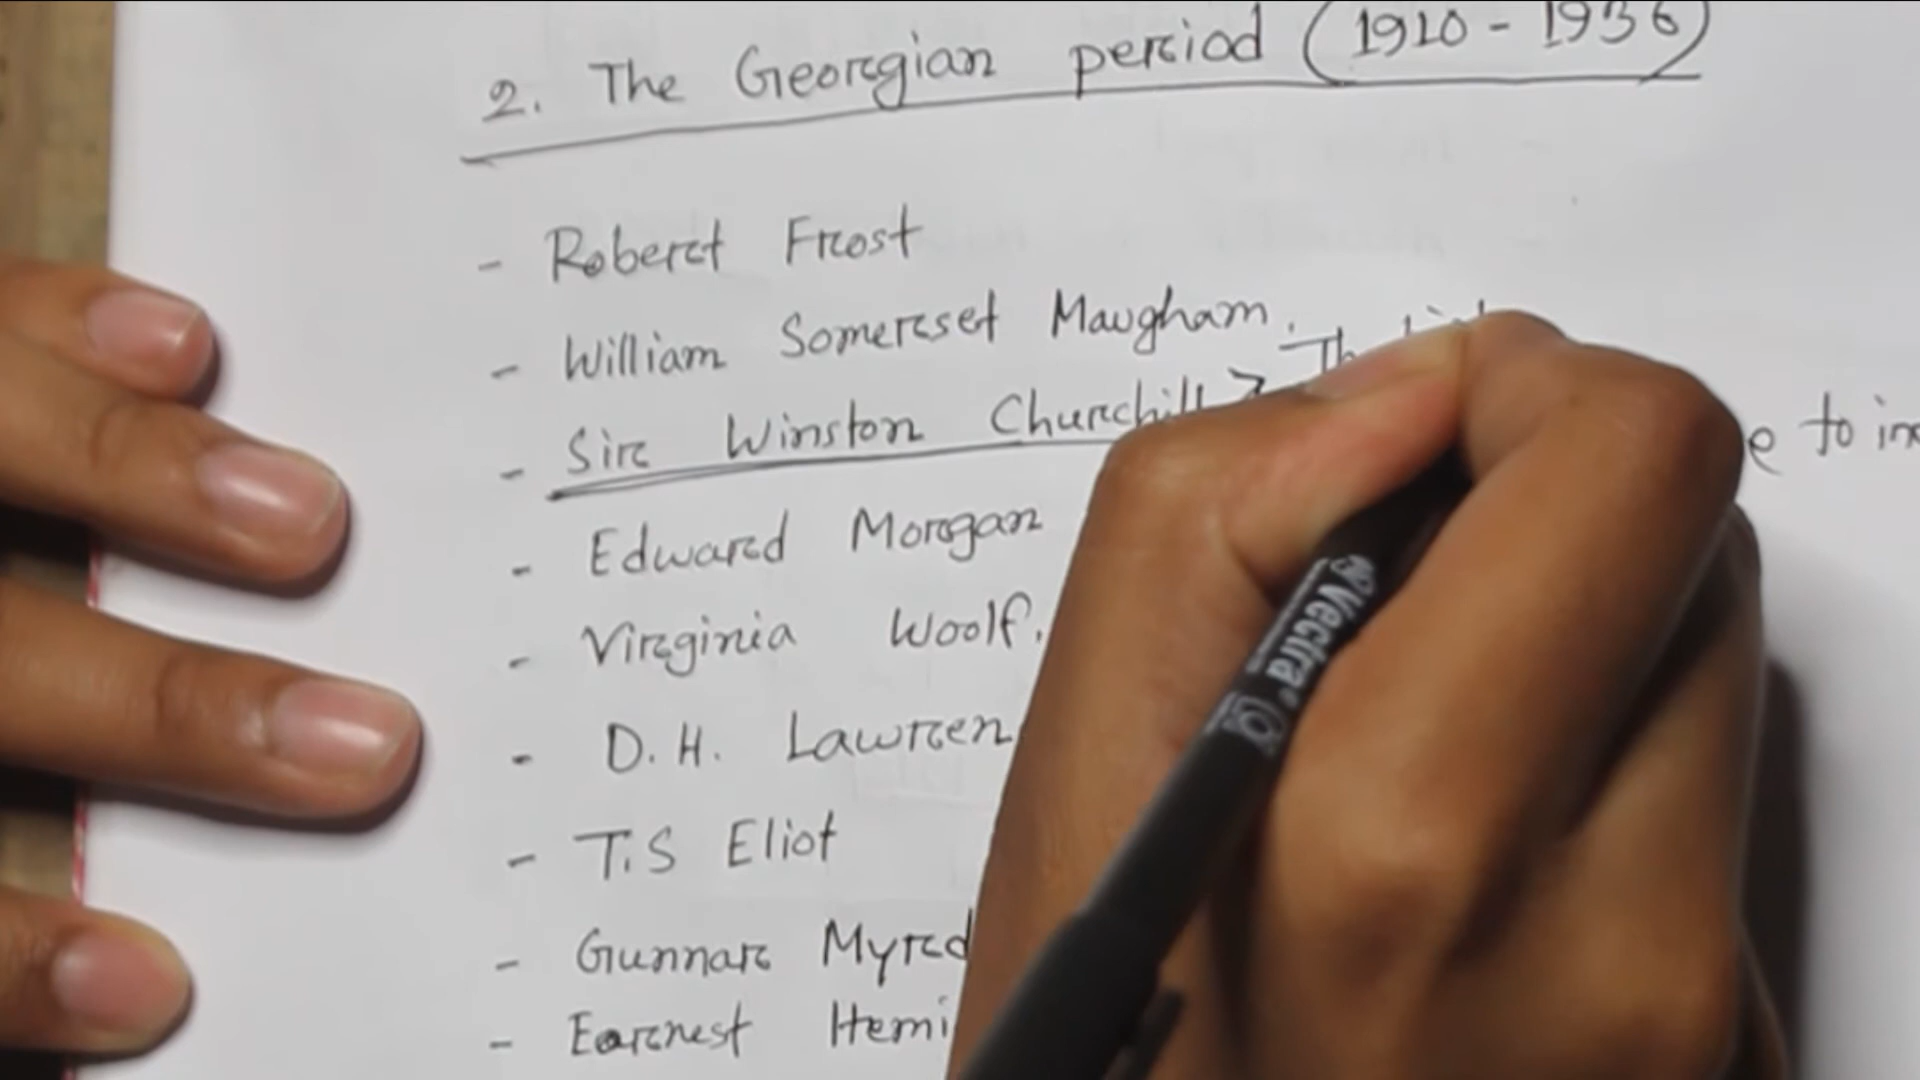 2. The Georgian period (1910 - 1936)
- Robert Frost
- William Somerset Maugham.
- Sir Winston Churchill > Th
e to in
- Edward Morgan
- Virginia Woolf.
- D.H. Lawren
- T.S Eliot
- Gunnar Myrd
- Earnest Hemi
Vectra